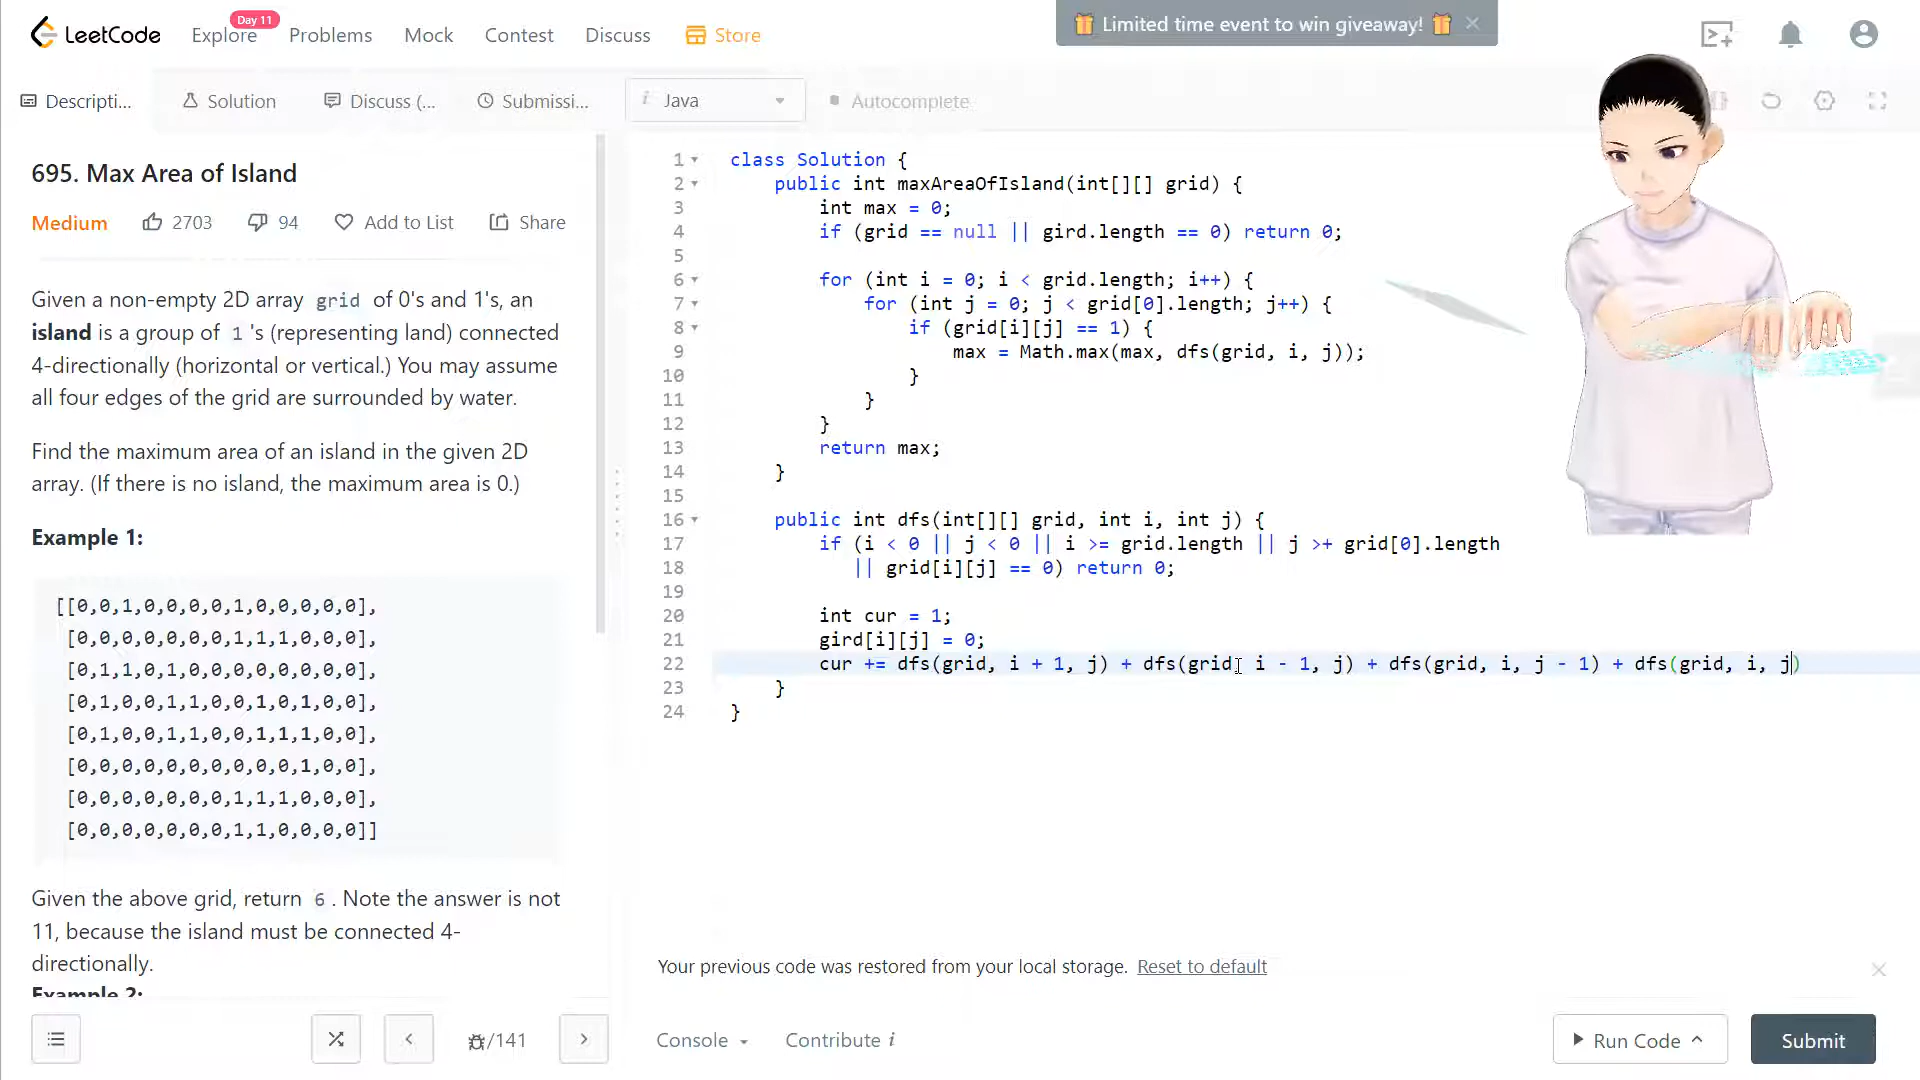 LeetCode
Explore
Day 11
Problems
Mock
Contest
Discuss
Store
Limited time event to win giveaway!
Descripti...
Solution
Discuss (...
Submissi...
i Java
Autocomplete
695. Max Area of Island
Medium
2703
94
Add to List
Share
Given a non-empty 2D array grid of 0's and 1's, an
island is a group of 1 's (representing land) connected
4-directionally (horizontal or vertical.) You may assume
all four edges of the grid are surrounded by water.
Find the maximum area of an island in the given 2D
array. (If there is no island, the maximum area is 0.)
Example 1:
[[0,0,1,0,0,0,0,1,0,0,0,0,0],
[0,0,0,0,0,0,0,1,1,1,0,0,0],
[0,1,1,0,1,0,0,0,0,0,0,0,0],
[0,1,0,0,1,1,0,0,1,0,1,0,0],
[0,1,0,0,1,1,0,0,1,1,1,0,0],
[0,0,0,0,0,0,0,0,0,0,1,0,0],
[0,0,0,0,0,0,0,1,1,1,0,0,0],
[0,0,0,0,0,0,0,1,1,0,0,0,0]]
Given the above grid, return 6 . Note the answer is not
11, because the island must be connected 4-
directionally.
Example 2:
/141
1 class Solution {
2 public int maxAreaOfIsland(int[][] grid) {
3 int max = 0;
4 if (grid == null || gird.length == 0) return 0;
5
6 for (int i = 0; i < grid.length; i++) {
7 for (int j = 0; j < grid[0].length; j++) {
8 if (grid[i][j] == 1) {
9 max = Math.max(max, dfs(grid, i, j));
10 }
11 }
12 }
13 return max;
14 }
15
16 public int dfs(int[][] grid, int i, int j) {
17 if (i < 0 || j < 0 || i >= grid.length || j >+ grid[0].length
18 || grid[i][j] == 0) return 0;
19
20 int cur = 1;
21 gird[i][j] = 0;
22 cur += dfs(grid, i + 1, j) + dfs(grid, i - 1, j) + dfs(grid, i, j - 1) + dfs(grid, i, j)
23 }
24 }
Your previous code was restored from your local storage. Reset to default
Console
Contribute i
Run Code
Submit